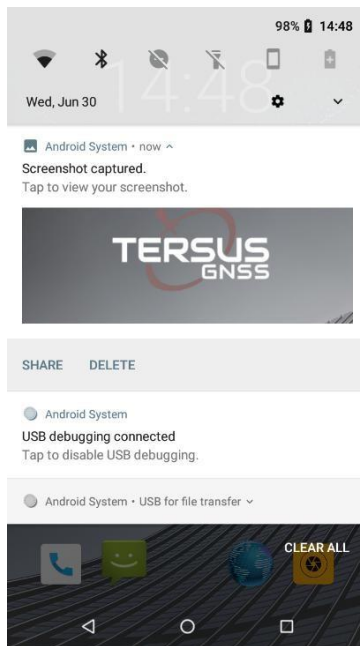 98% 14:48
14:48
Wed, Jun 30
Android System • now
Screenshot captured.
Tap to view your screenshot.
TERSUS
GNSS
SHARE DELETE
Android System
USB debugging connected
Tap to disable USB debugging.
Android System • USB for file transfer
CLEAR ALL